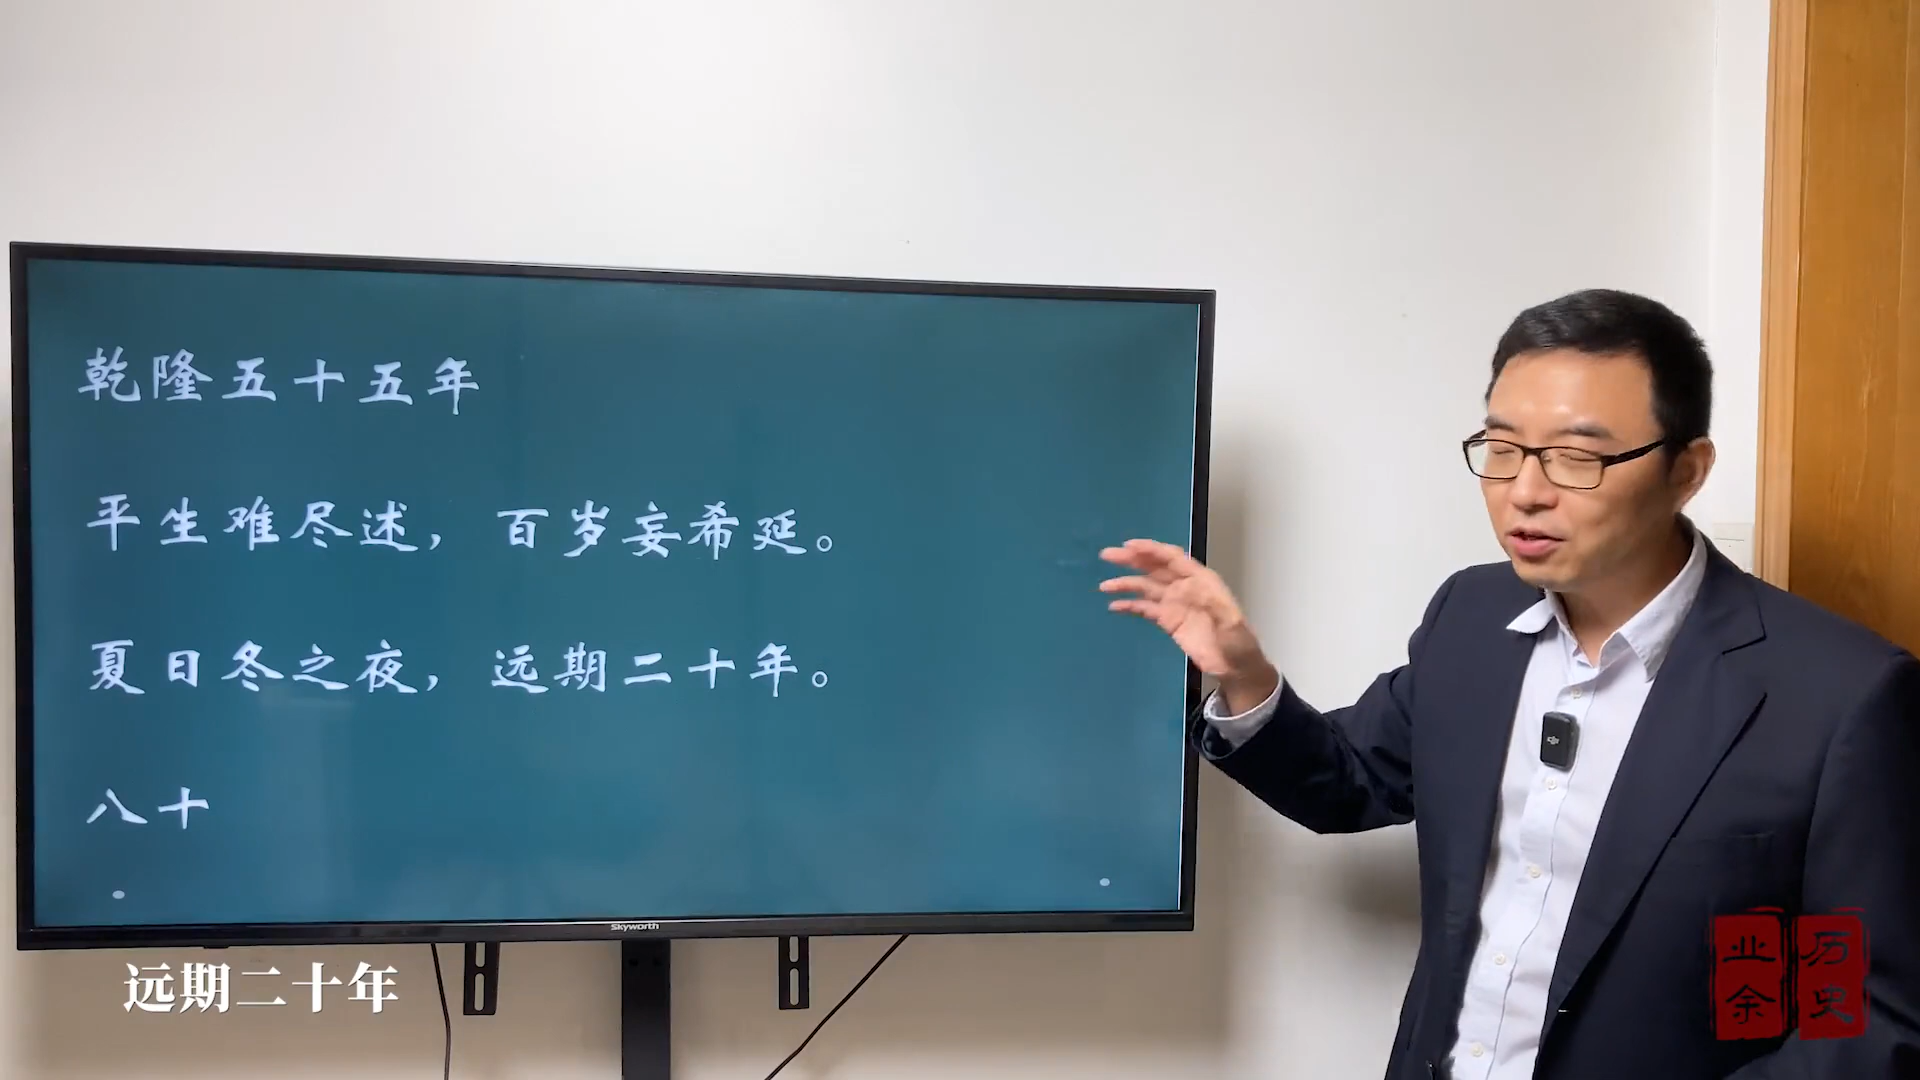 乾隆五十五年
平生难尽述，百岁妄希延。
夏日冬之夜，远期二十年。
八十
Skyworth
远期二十年
业余
历史